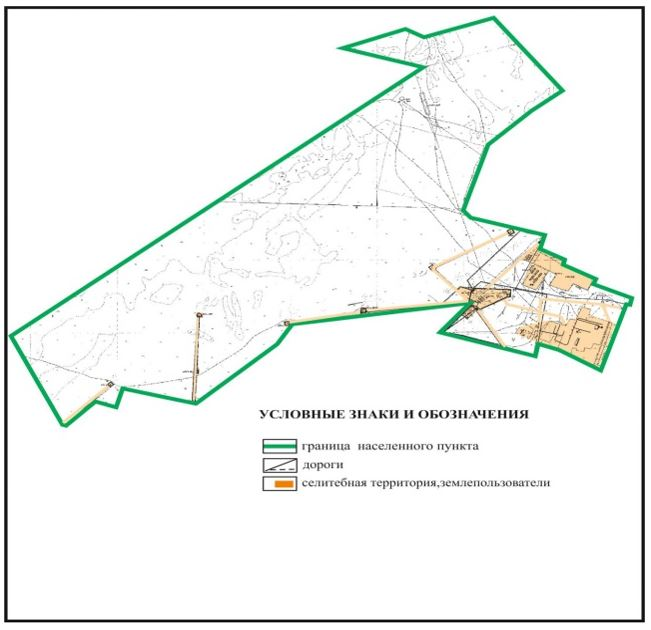 УСЛОВНЫЕ ЗНАКИ И ОБОЗНАЧЕНИЯ
граница населенного пункта
дороги
селитебная территория,землепользователи